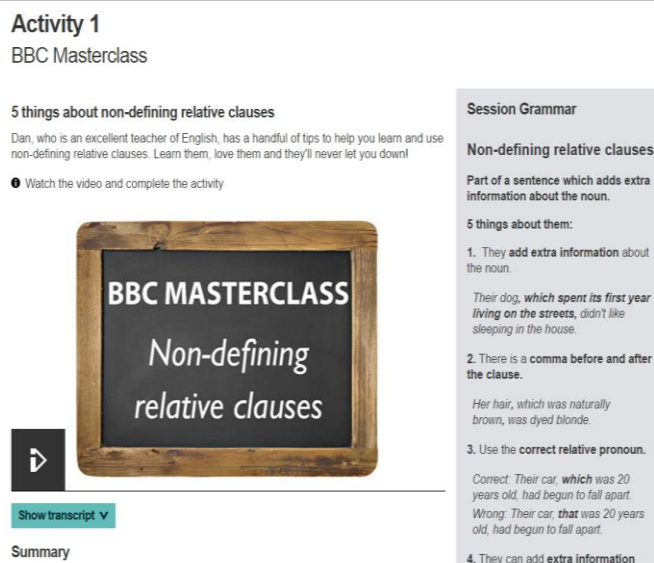 Activity 1
BBC Masterclass
5 things about non-defining relative clauses
Dan, who is an excellent teacher of English, has a handful of tips to help you learn and use
non-defining relative clauses. Learn them, love them and they'll never let you down!
Watch the video and complete the activity
BBC MASTERCLASS
Non-defining
relative clauses
Show transcript V
Summary
Session Grammar
Non-defining relative clauses
Part of a sentence which adds extra
information about the noun.
5 things about them:
1. They add extra information about
the noun.
Their dog, which spent its first year
living on the streets, didn't like
sleeping in the house.
2. There is a comma before and after
the clause.
Her hair, which was naturally
brown, was dyed blonde.
3. Use the correct relative pronoun.
Correct: Their car, which was 20
years old, had begun to fall apart.
Wrong: Their car, that was 20 years
old, had begun to fall apart.
4. They can add extra information